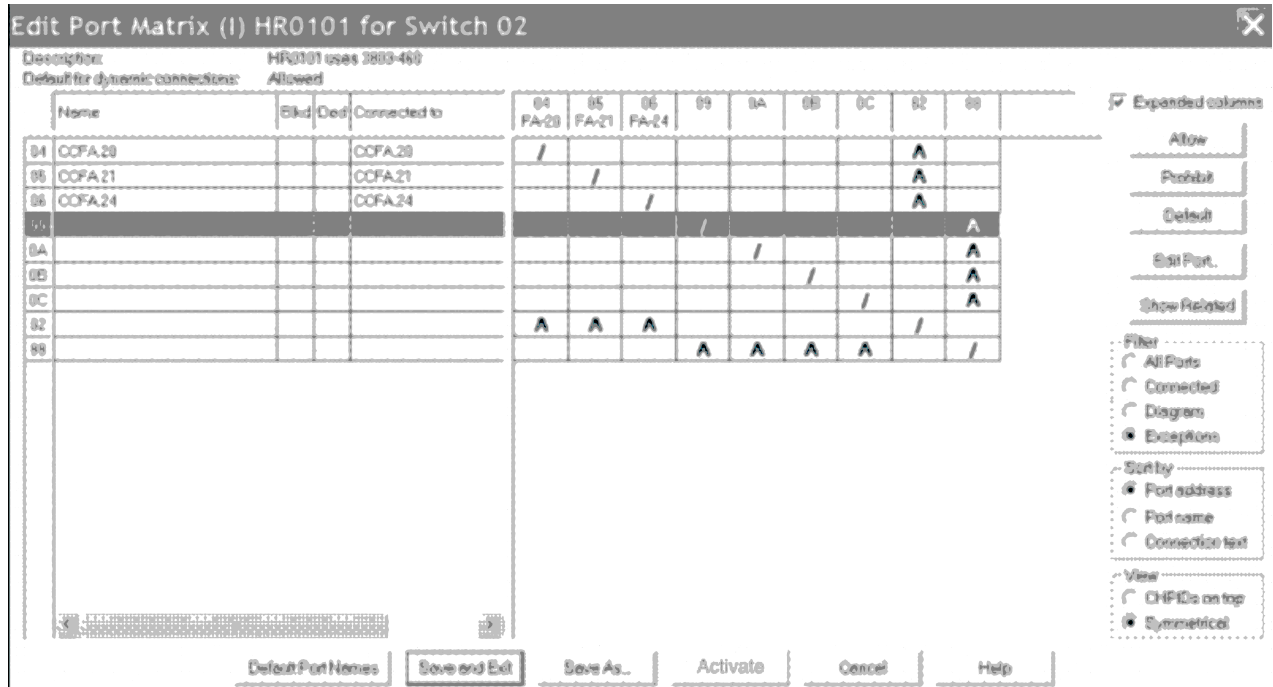 Edit Port Matrix (I) HR0101 for Switch 02
Description: HR0101 uses
Default for dynamic connections: Allowed
Name Blkd Ded Connected to 04 05 06 09 0A 0B 0C 82 88
FA-20 FA-21 FA-24
Expanded columns
04 CCFA.20 CCFA.20 / A
05 CCFA.21 CCFA.21 / A
06 CCFA.24 CCFA.24 / A
/ A
0A / A
0B / A
0C / A
82 A A A /
88 A A A A /
Allow
Prohibit
Default
Edit Port..
Show Related
Filter
All Ports
Connected
Diagram
Exceptions
Sort by
Port address
Port name
Connection text
View
CHPIDs on top
Symmetrical
Default Port Names Save and Exit Save As... Activate Cancel Help